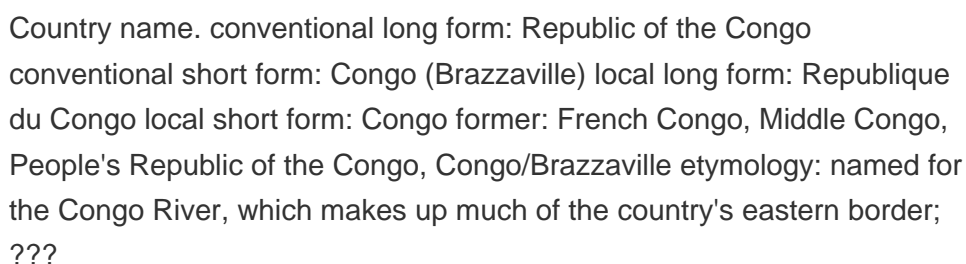 Country name. conventional long form: Republic of the Congo
conventional short form: Congo (Brazzaville) local long form: Republique
du Congo local short form: Congo former: French Congo, Middle Congo,
People's Republic of the Congo, Congo/Brazzaville etymology: named for
the Congo River, which makes up much of the country's eastern border;
???